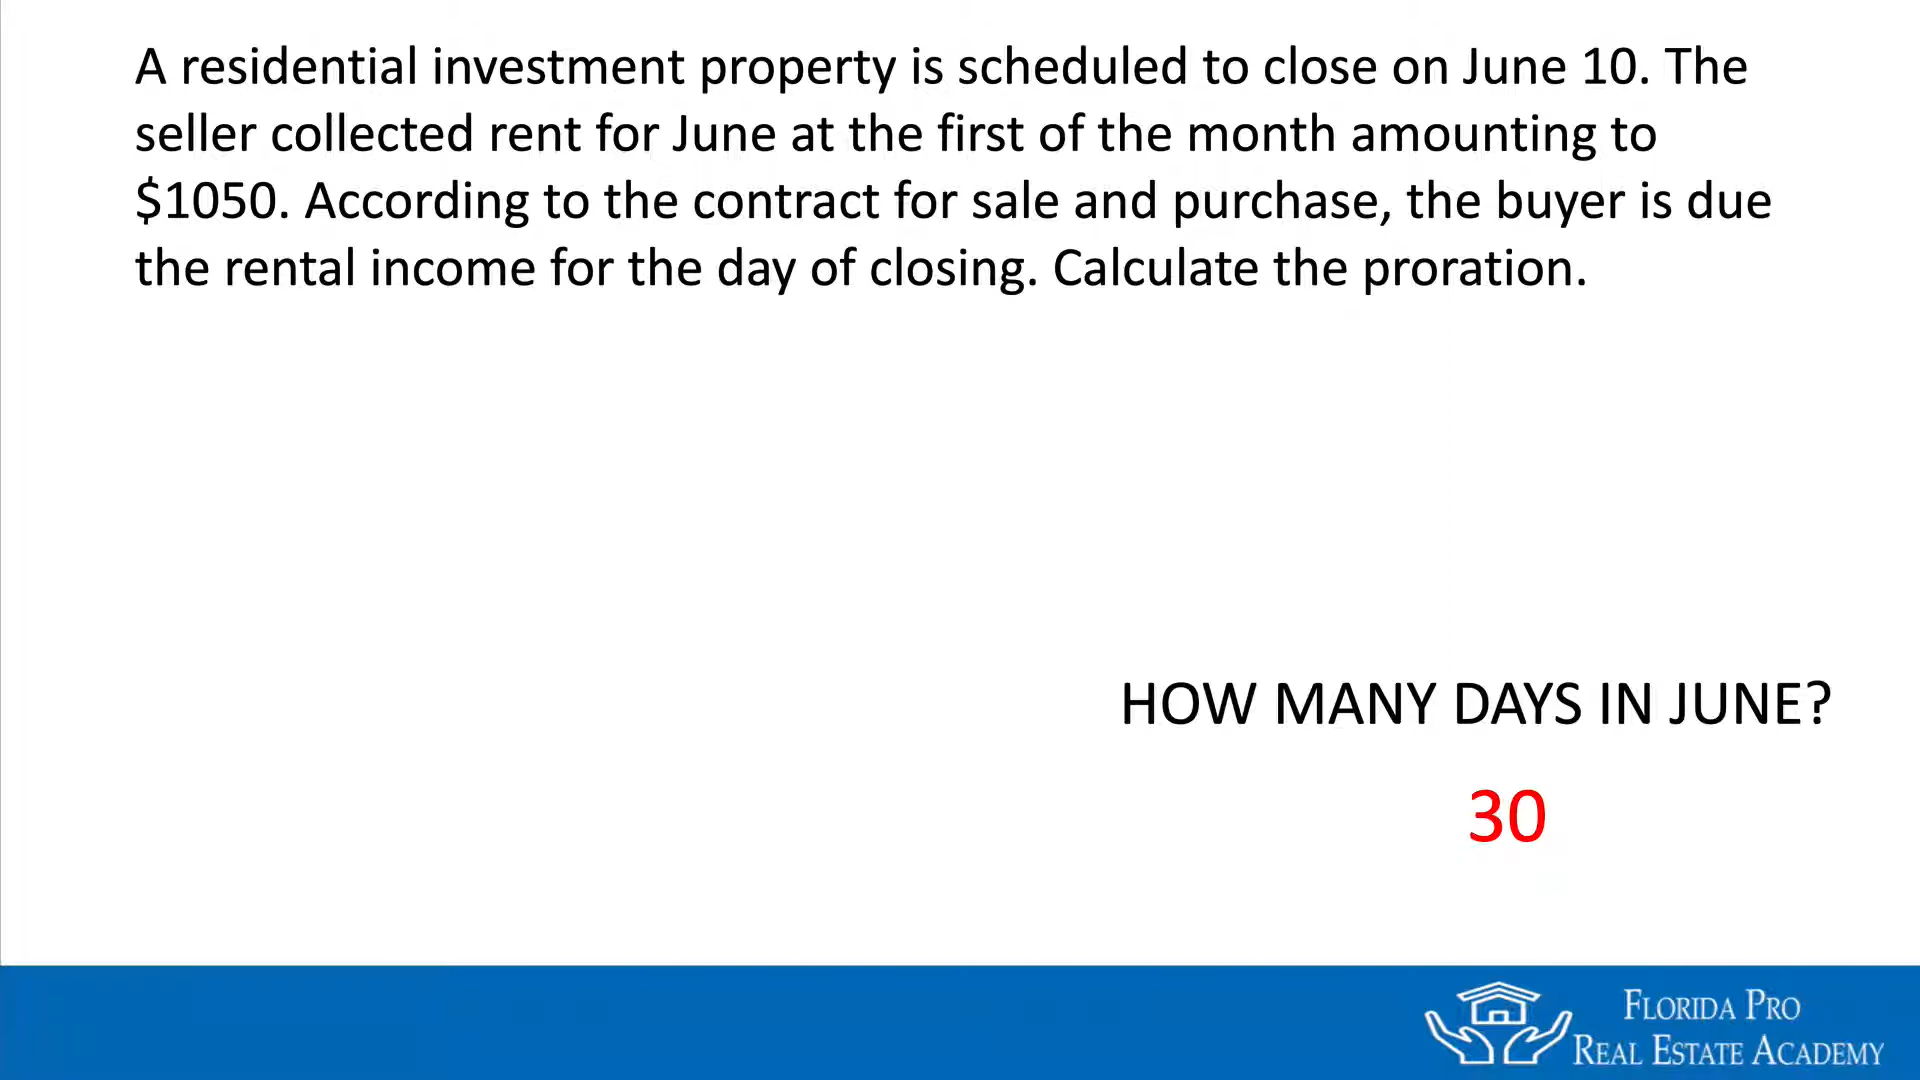 A residential investment property is scheduled to close on June 10. The
seller collected rent for June at the first of the month amounting to
$1050. According to the contract for sale and purchase, the buyer is due
the rental income for the day of closing. Calculate the proration.
HOW MANY DAYS IN JUNE?
30
FLORIDA PRO
REAL ESTATE ACADEMY